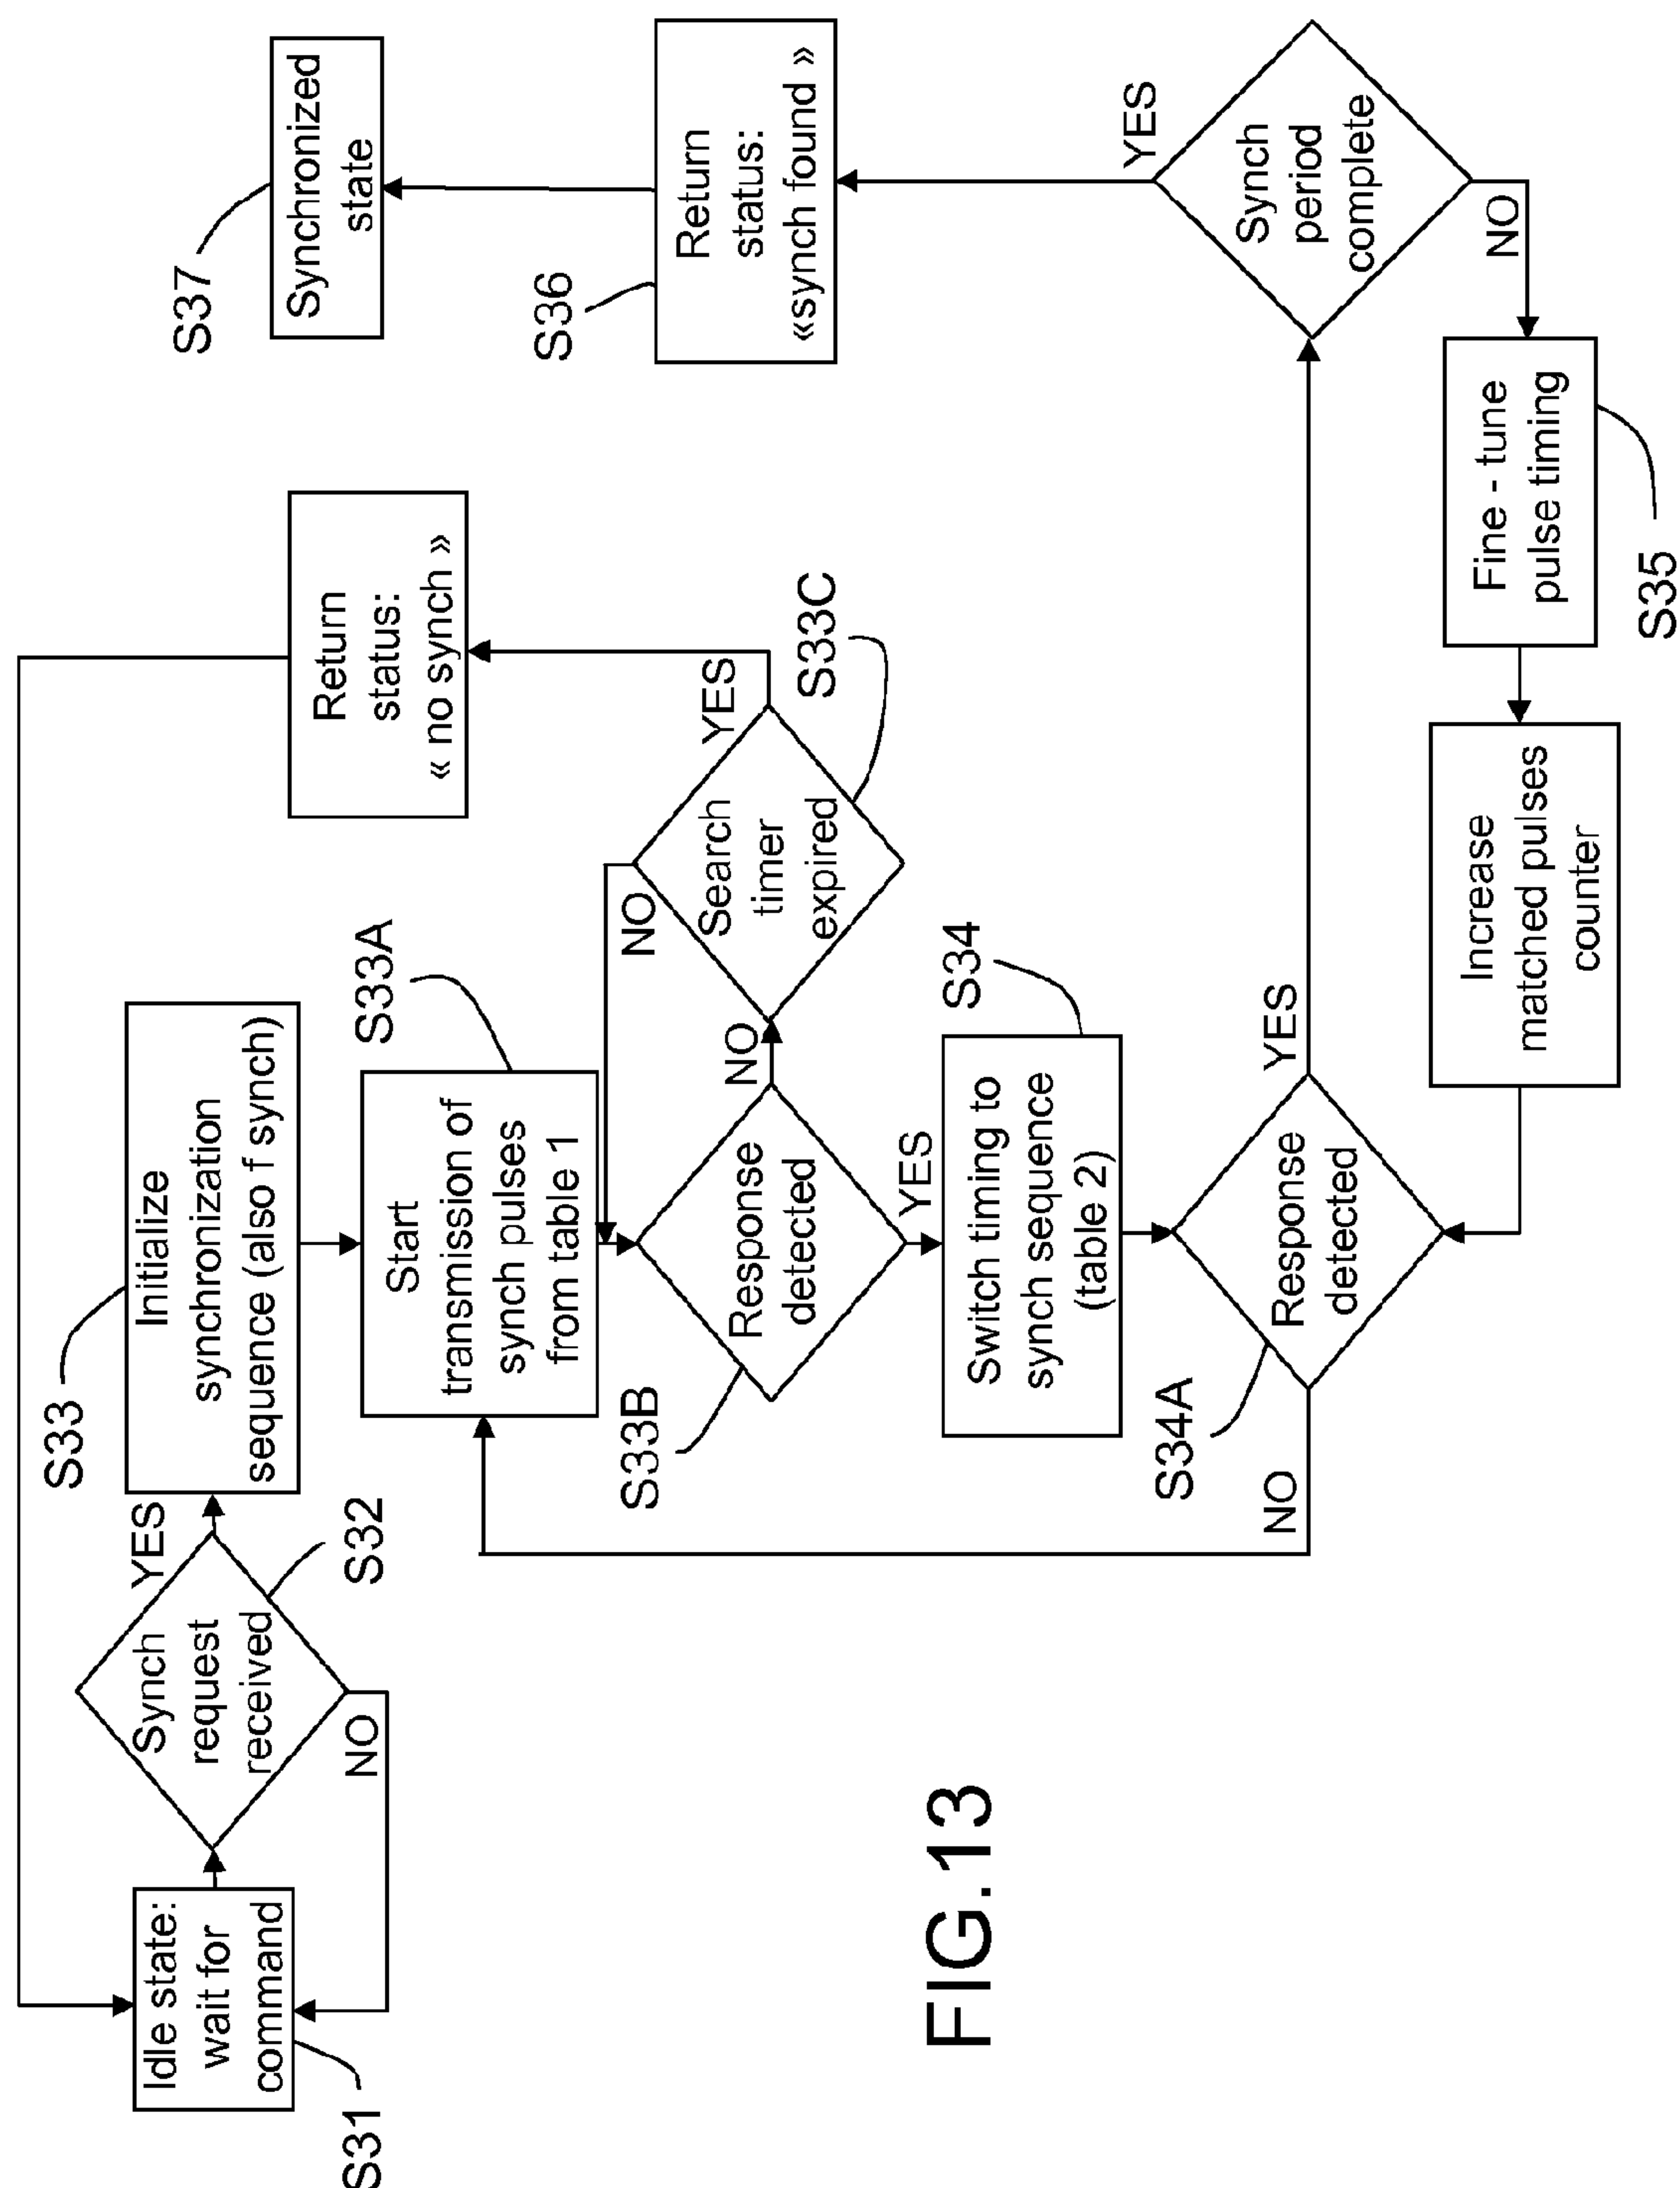 S31
Idle state:
wait for
command
Synch
request
received
YES
NO
S32
S33
Initialize
synchronization
sequence (also f synch)
S33A
Start
transmission of
synch pulses
from table 1
S33B
Response
detected
NO
YES
Search
timer
expired
NO
YES
S33C
Return
status:
« no synch »
S34
Switch timing to
synch sequence
(table 2)
S34A
Response
detected
NO
YES
Synch
period
complete
YES
NO
Fine - tune
pulse timing
S35
Increase
matched pulses
counter
Return
status:
«synch found »
S36
Synchronized
state
S37
FIG.13